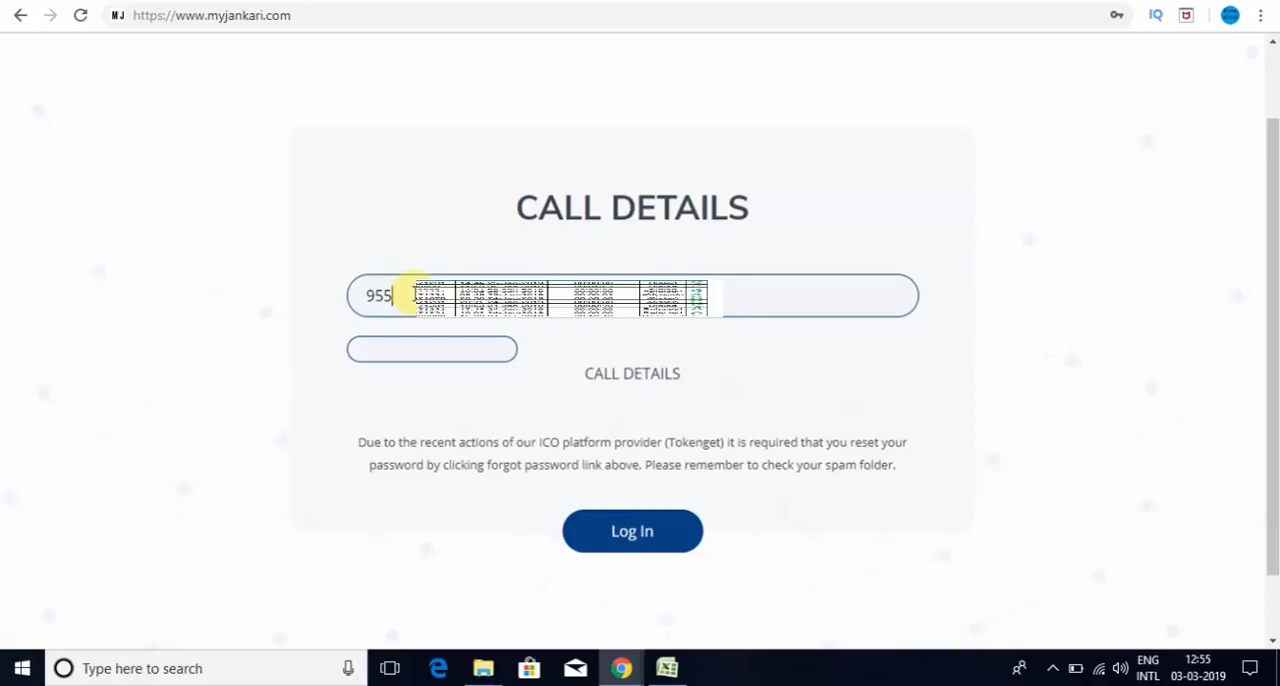 MJ https://www.myjankari.com
CALL DETAILS
955
CALL DETAILS
Due to the recent actions of our ICO platform provider (Tokenget) it is required that you reset your
password by clicking forgot password link above. Please remember to check your spam folder.
Log In
Type here to search
ENG
INTL
12:55
03-03-2019